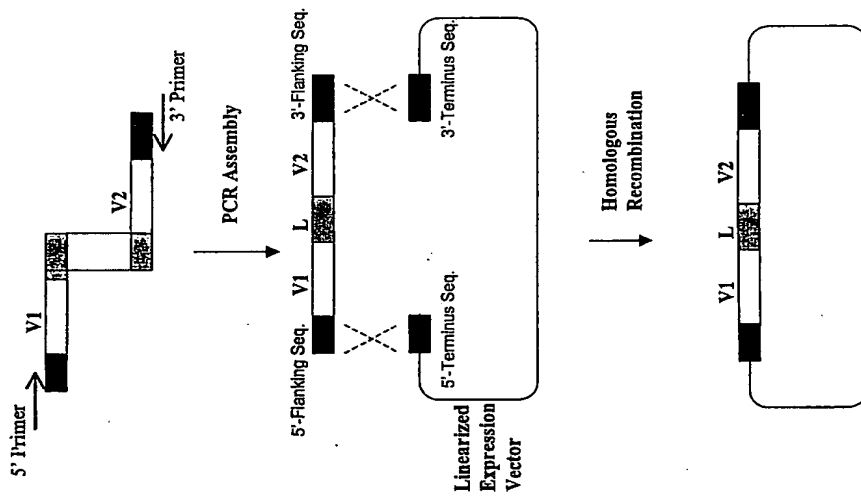 5' Primer
V1
V2
3' Primer
PCR Assembly
5'-Flanking Seq.
V1
L
V2
3'-Flanking Seq.
5'-Terminus Seq.
3'-Terminus Seq.
Linearized
Expression
Vector
Homologous
Recombination
V1
L
V2